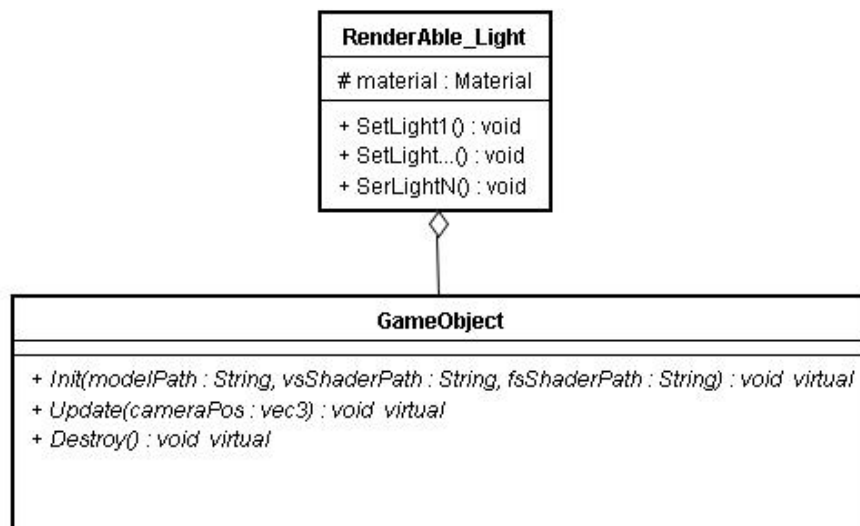 RenderAble_Light
# material : Material
+ SetLight1() : void
+ SetLight...() : void
+ SerLightN() : void
GameObject
+ Init(modelPath : String, vsShaderPath : String, fsShaderPath : String) : void virtual
+ Update(cameraPos : vec3) : void virtual
+ Destroy() : void virtual